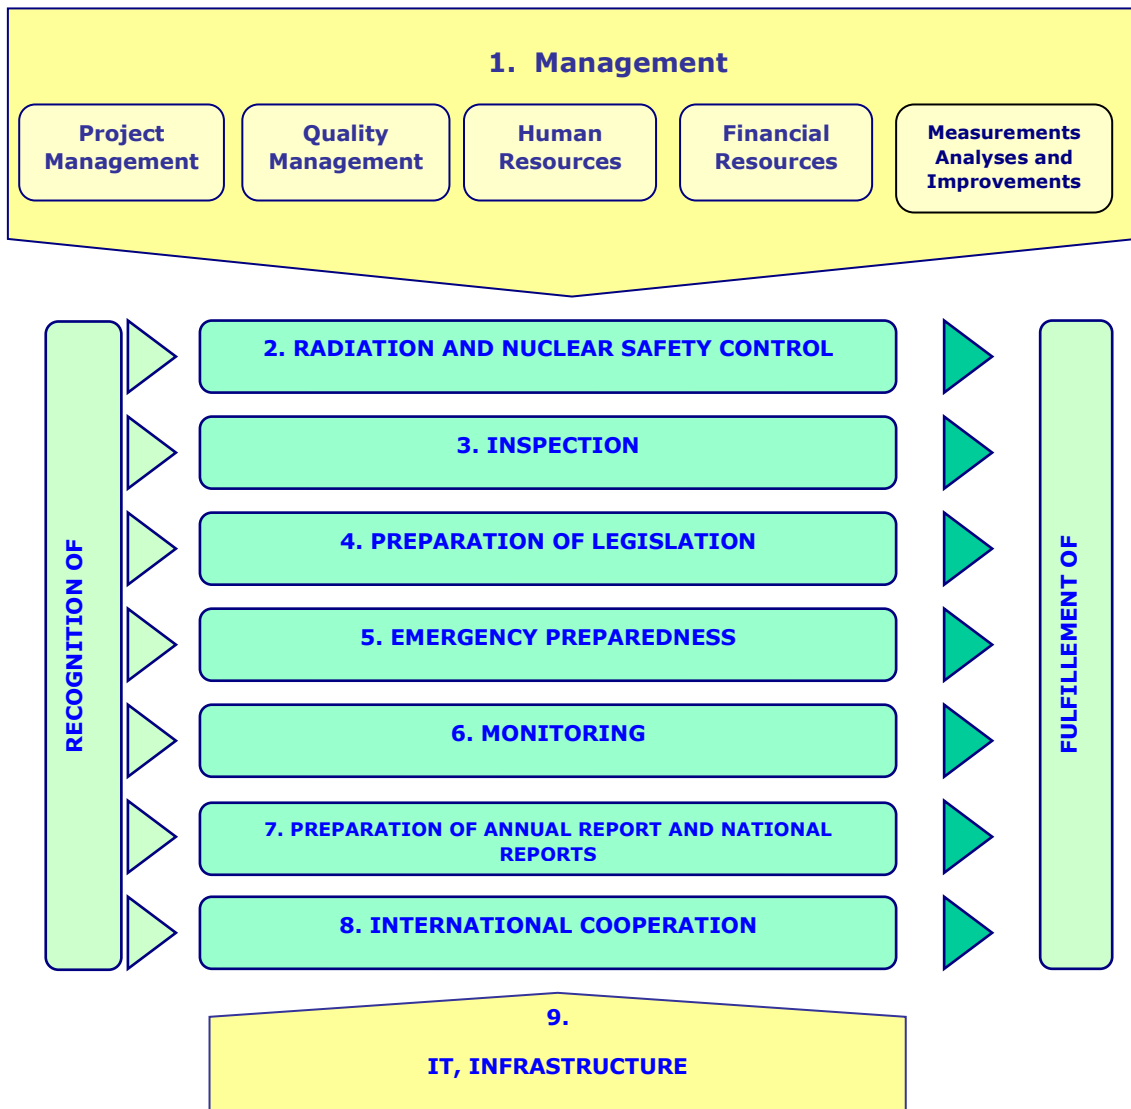 1. Management
Project
Management
Quality
Management
Human
Resources
Financial
Resources
Measurements
Analyses and
Improvements
RECOGNITION OF
2. RADIATION AND NUCLEAR SAFETY CONTROL
3. INSPECTION
4. PREPARATION OF LEGISLATION
5. EMERGENCY PREPAREDNESS
6. MONITORING
7. PREPARATION OF ANNUAL REPORT AND NATIONAL
REPORTS
8. INTERNATIONAL COOPERATION
FULFILLEMENT OF
9.
IT, INFRASTRUCTURE